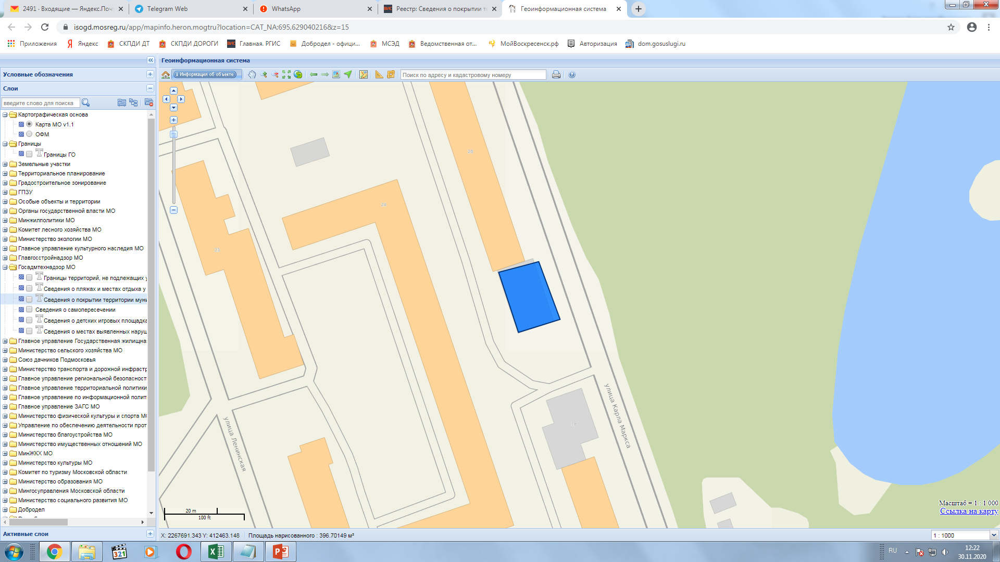 2491 · Входящие — Яндекс.Поч
Telegram Web
WhatsApp
Реестр: Сведения о покрытии т
Геоинформационная система
isogd.mosreg.ru/app/mapinfo.heron.mogtru?location=CAT_NA:695,629040216&z=15
Приложения
Яндекс
СКПДИ ДТ
СКПДИ ДОРОГИ
Главная. РГИС
Добродел - офици...
МСЭД
Ведомственная от...
МойВоскресенск.рф
Авторизация
dom.gosuslugi.ru
Геоинформационная система
Условные обозначения
Информация об объекте
Поиск по адресу и кадастровому номеру
Слои
введите слово для поиска
Картографическая основа
Карта МО v1.1
ОФМ
Границы
Границы ГО
Земельные участки
Территориальное планирование
Градостроительное зонирование
ГПЗУ
Особые объекты и территории
Органы государственной власти МО
Минжилполитики МО
Комитет лесного хозяйства МО
Министерство экологии МО
Главное управление культурного наследия МО
Главгосстройнадзор МО
Госадмтехнадзор МО
Границы территорий, не подлежащих у
Сведения о пляжах и местах отдыха у
Сведения о покрытии территории муни
Сведения о самопересечении
Сведения о детских игровых площадка
Сведения о местах выявленных наруш
Главное управление Государственная жилищна
Министерство сельского хозяйства МО
Союз дачников Подмосковья
Министерство транспорта и дорожной инфрастр
Главное управление региональной безопасност
Главное управление территориальной политики
Главное управление по информационной полит
Главное управление ЗАГС МО
Министерство физической культуры и спорта МО
Управление по обеспечению деятельности прот
Министерство благоустройства МО
Министерство имущественных отношений МО
МинЖКХ МО
Министерство культуры МО
Комитет по туризму Московской области
Министерство образования МО
Мингосуправления Московской области
Министерство социального развития МО
Добродел
Активные слои
26
24
21
18
улица Карла Маркса
улица Ленинская
20 m
100 ft
Масштаб = 1 : 1 000
Ссылка на карту
X: 2267691.343 Y: 412463.148
Площадь нарисованного : 396.70149 м²
1 : 1000
321
RU
12:22
30.11.2020